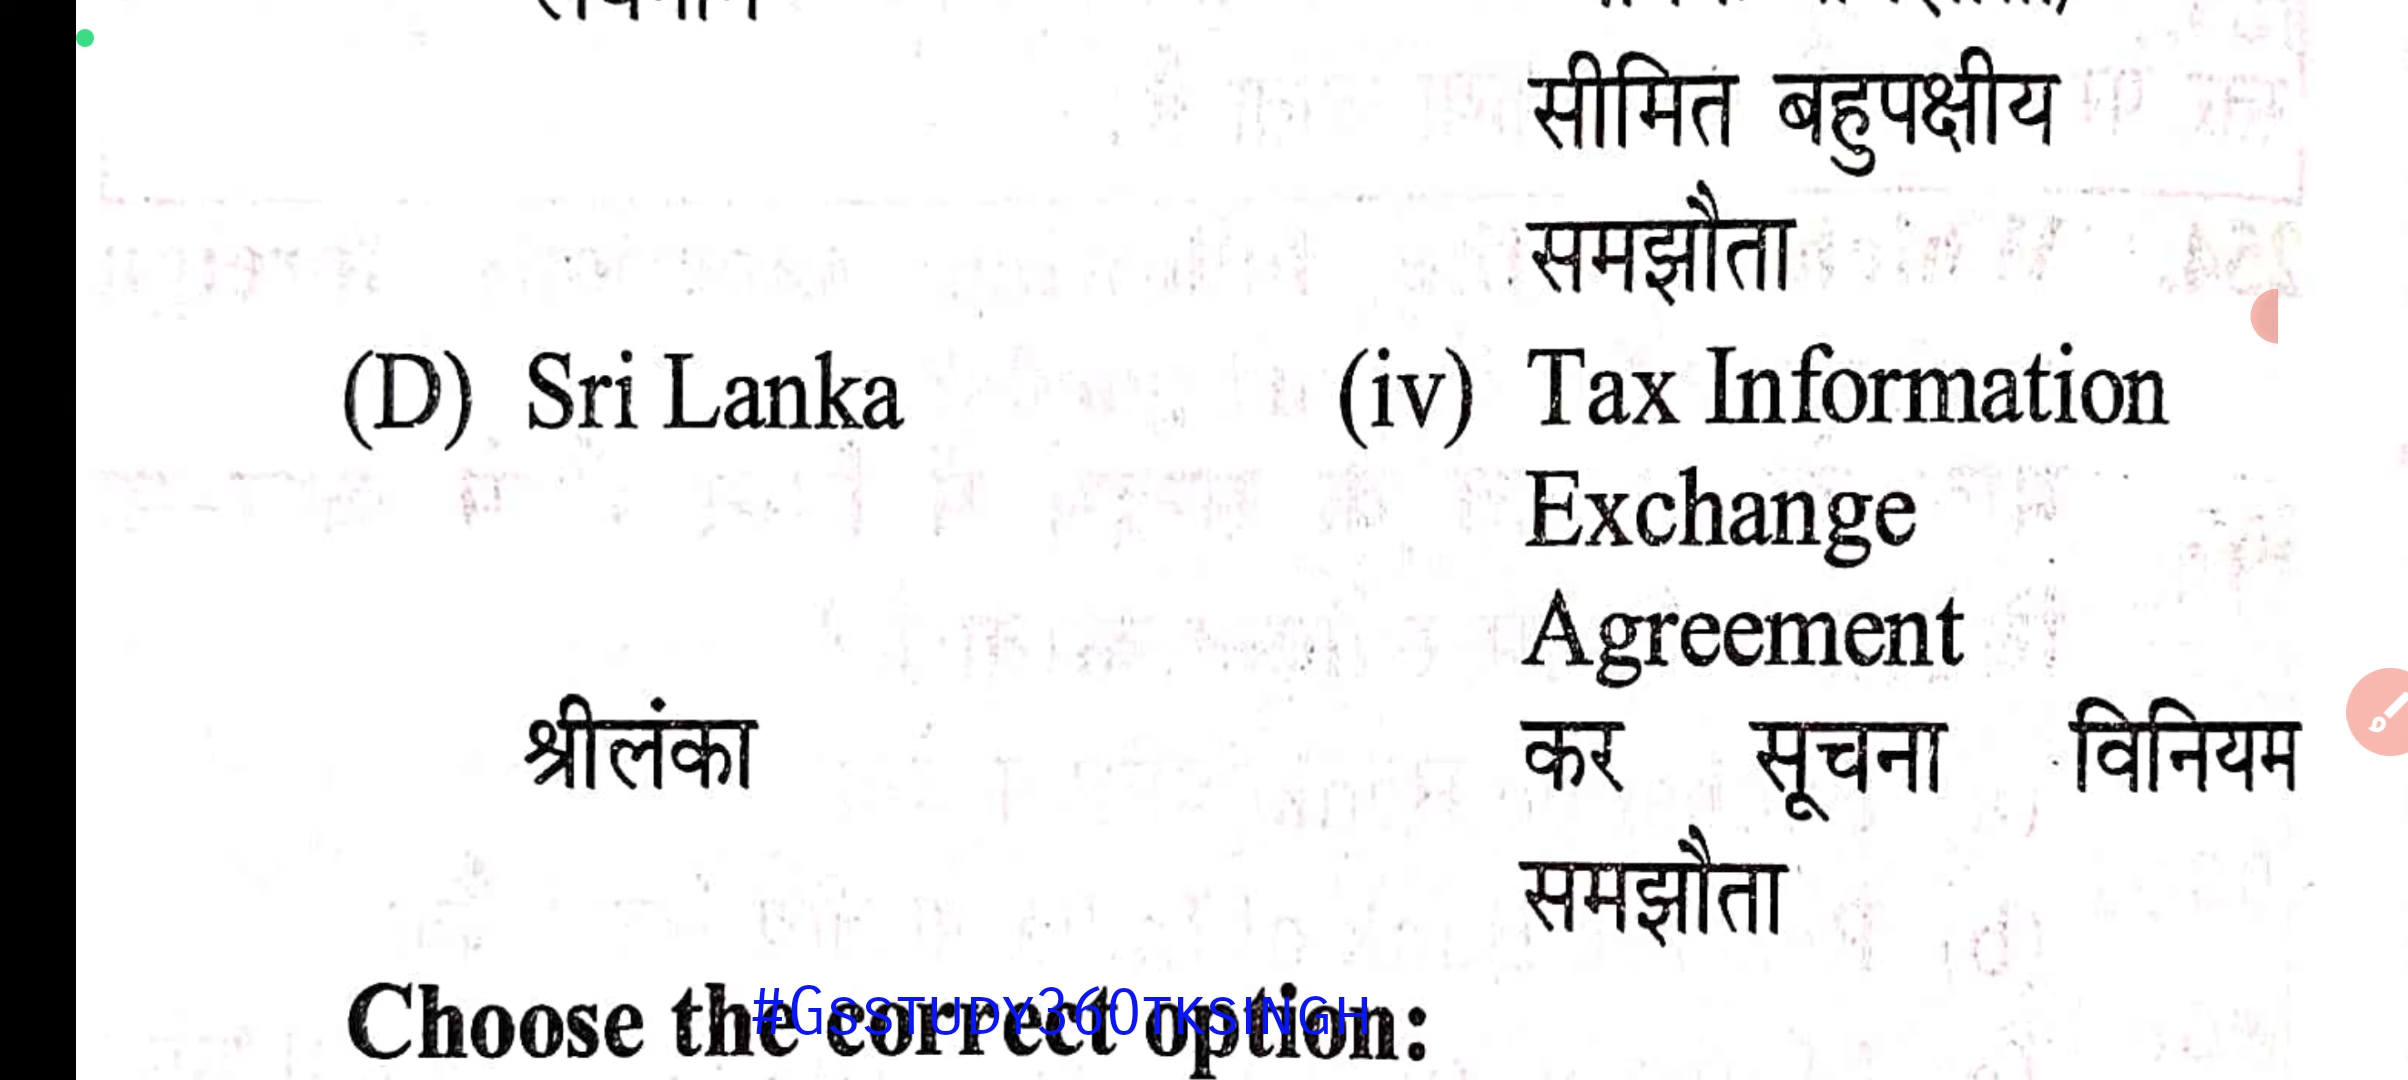 सीमित बहुपक्षीय
समझौता
(D) Sri Lanka (iv) Tax Information
Exchange
Agreement
श्रीलंका कर सूचना विनियम
समझौता
Choose the correct option:
#GSSTUDY360TKSINGH